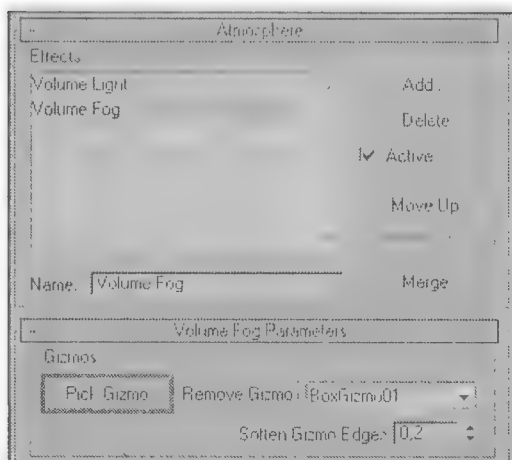 Atmosphere
Effects:
Volume Light
Volume Fog
Add...
Delete
Active
Move Up
Name: Volume Fog
Merge
Volume Fog Parameters
Gizmos
Pick Gizmo Remove Gizmo BoxGizmo01
Soften Gizmo Edges: 0,2